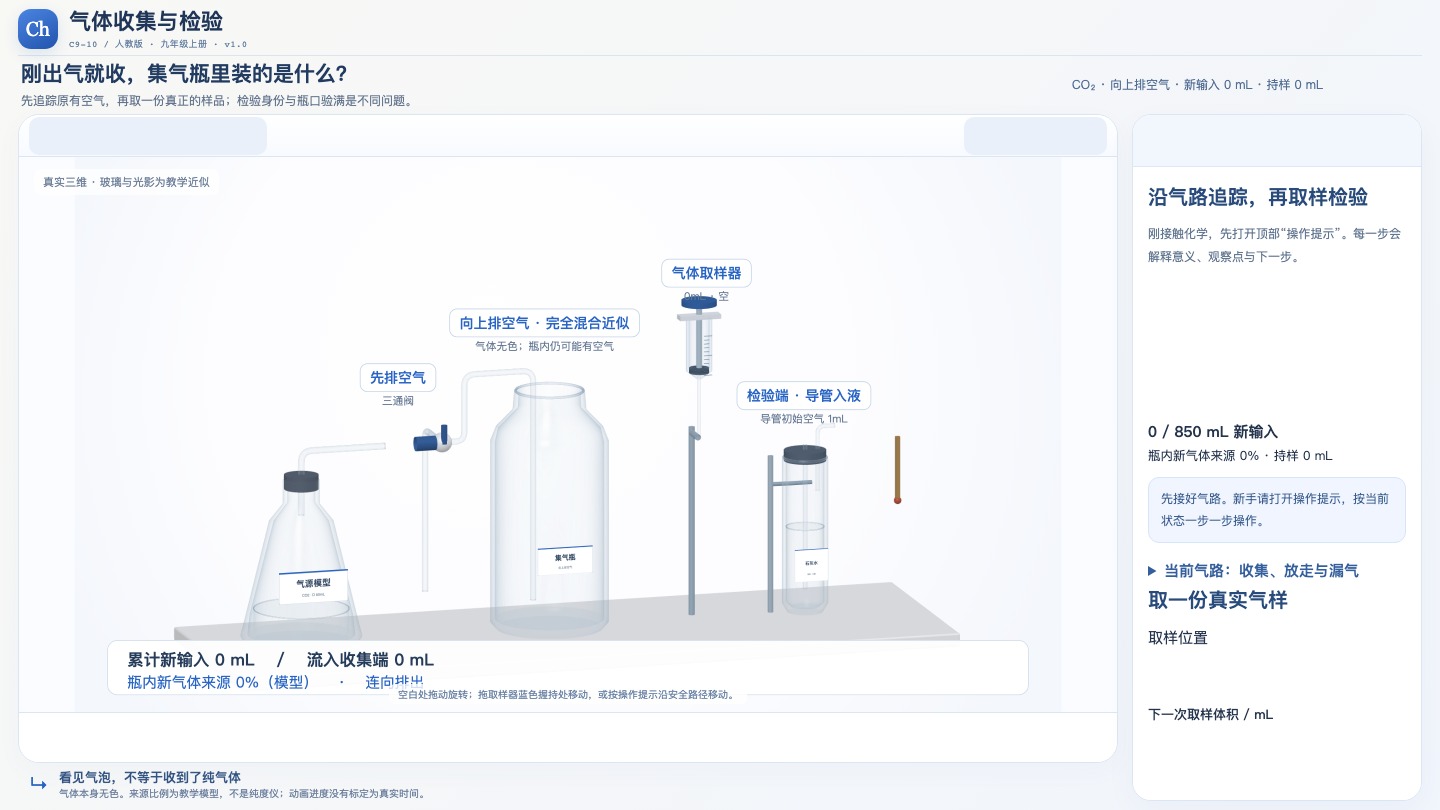 Ch
气体收集与检验
C9-10 / 人教版 · 九年级上册 · v1.0
刚出气就收，集气瓶里装的是什么？
先追踪原有空气，再取一份真正的样品；检验身份与瓶口验满是不同问题。
CO₂ · 向上排空气 · 新输入 0 mL · 持样 0 mL
真实三维 · 玻璃与光影为教学近似
气体取样器
0mL · 空
向上排空气 · 完全混合近似
气体无色；瓶内仍可能有空气
先排空气
三通阀
检验端 · 导管入液
导管初始空气 1mL
气源模型
集气瓶
石灰水
累计新输入 0 mL / 流入收集端 0 mL
瓶内新气体来源 0%（模型） · 连向排出
空白处拖动旋转；拖取样器蓝色握持处移动，或按操作提示沿安全路径移动。
沿气路追踪，再取样检验
刚接触化学，先打开顶部“操作提示”。每一步会
解释意义、观察点与下一步。
0 / 850 mL 新输入
瓶内新气体来源 0% · 持样 0 mL
先接好气路。新手请打开操作提示，按当前
状态一步一步操作。
▶ 当前气路：收集、放走与漏气
取一份真实气样
取样位置
下一次取样体积 / mL
看见气泡，不等于收到了纯气体
气体本身无色。来源比例为教学模型，不是纯度仪；动画进度没有标定为真实时间。